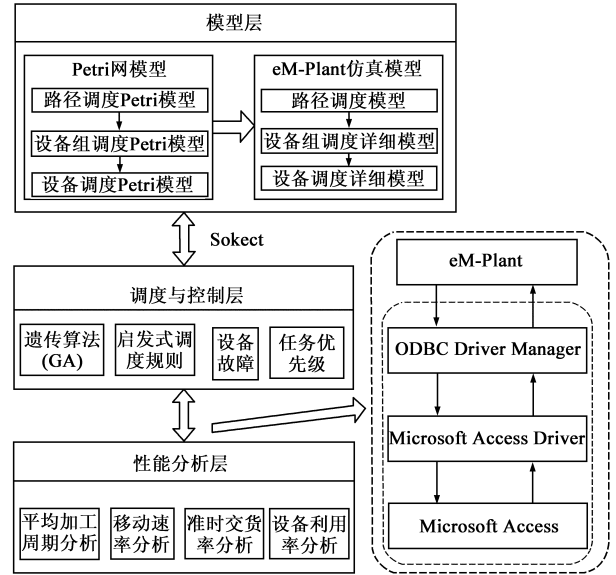 模型层
Petri网模型
路径调度Petri模型
设备组调度Petri模型
设备调度Petri模型
eM-Plant仿真模型
路径调度模型
设备组调度详细模型
设备调度详细模型
Sokect
调度与控制层
遗传算法
(GA)
启发式调
度规则
设备
故障
任务优
先级
性能分析层
平均加工
周期分析
移动速
率分析
准时交货
率分析
设备利用
率分析
eM-Plant
ODBC Driver Manager
Microsoft Access Driver
Microsoft Access